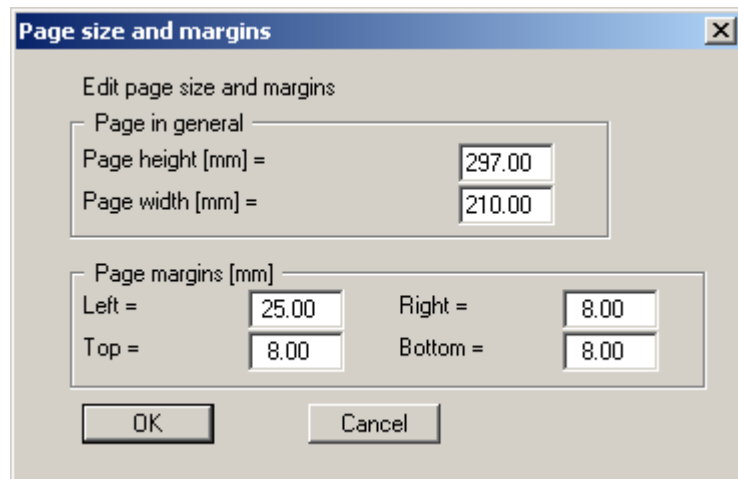 Page size and margins
Edit page size and margins
Page in general
Page height [mm] = 297.00
Page width [mm] = 210.00
Page margins [mm]
Left = 25.00 Right = 8.00
Top = 8.00 Bottom = 8.00
OK Cancel